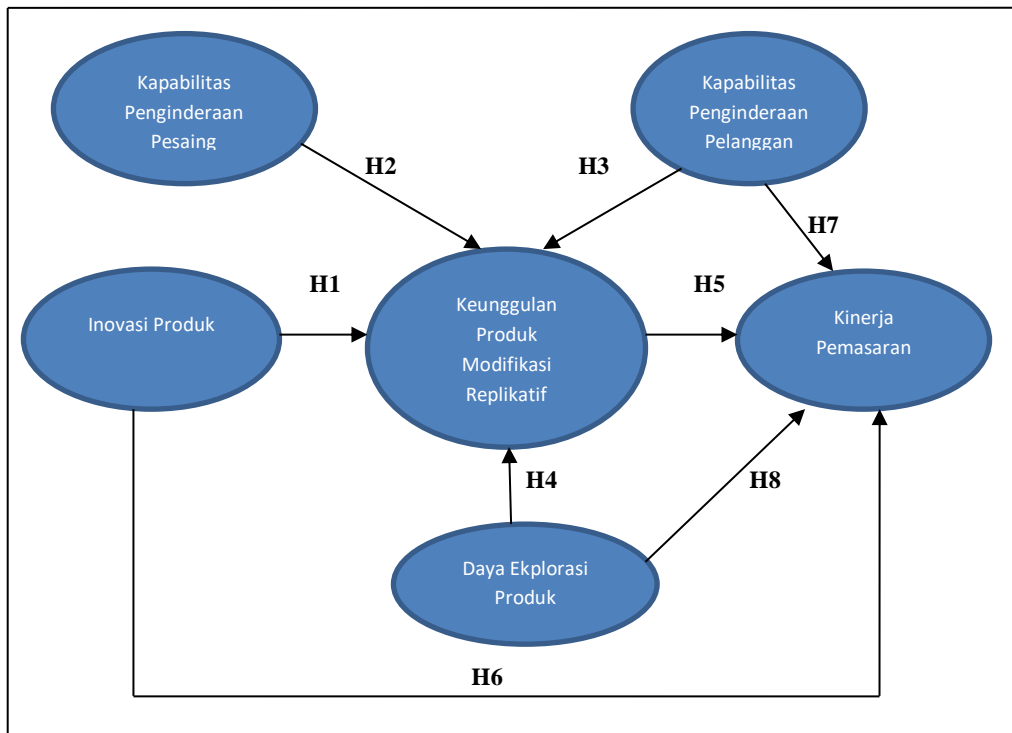 Kapabilitas
Penginderaan
Pesaing
Kapabilitas
Penginderaan
Pelanggan
H2
H3
H7
H1
H5
Inovasi Produk
Keunggulan
Produk
Modifikasi
Replikatif
Kinerja
Pemasaran
H4
H8
Daya Ekplorasi
Produk
H6